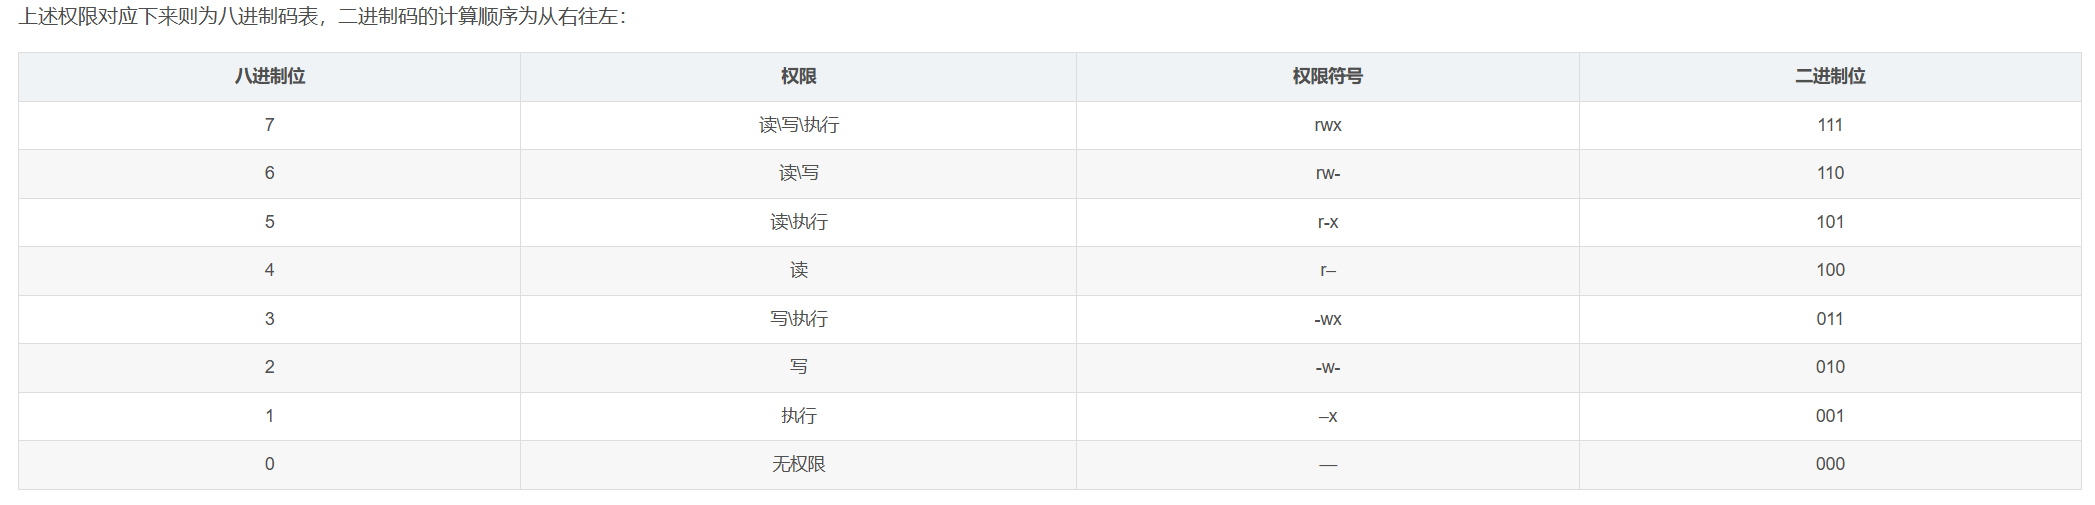 上述权限对应下来则为八进制码表，二进制码的计算顺序为从右往左：
八进制位 权限 权限符号 二进制位
7 读\写\执行 rwx 111
6 读\写 rw- 110
5 读\执行 r-x 101
4 读 r– 100
3 写\执行 -wx 011
2 写 -w- 010
1 执行 –x 001
0 无权限 — 000